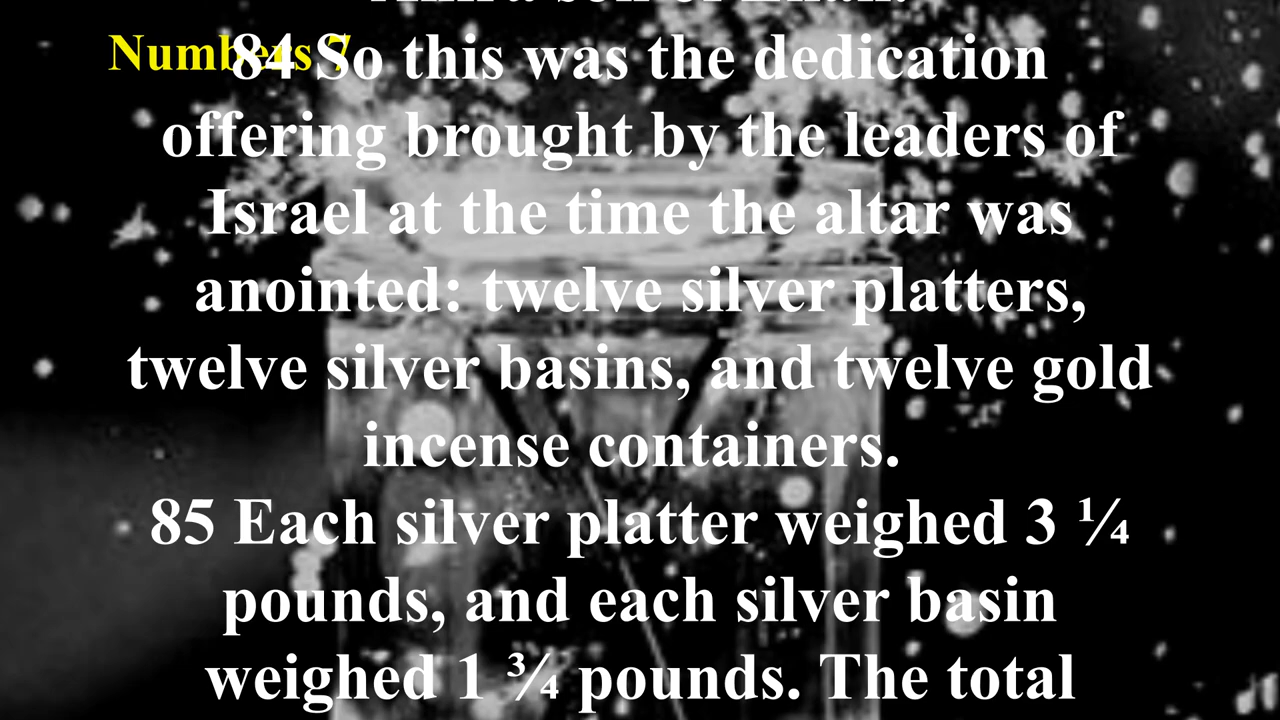 Numbers 7
84 So this was the dedication
offering brought by the leaders of
Israel at the time the altar was
anointed: twelve silver platters,
twelve silver basins, and twelve gold
incense containers.
85 Each silver platter weighed 3 ¼
pounds, and each silver basin
weighed 1 ¾ pounds. The total